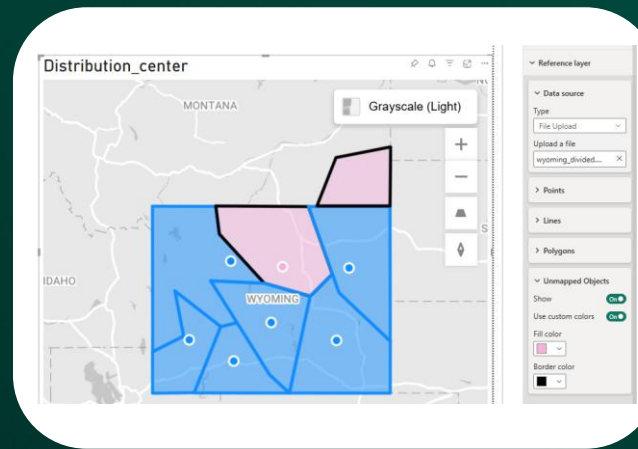 Distribution_center
MONTANA
Grayscale (Light)
IDAHO
WYOMING
Reference layer
Data source
Type
File Upload
Upload a file
wyoming_divided....
Points
Lines
Polygons
Unmapped Objects
Show
On
Use custom colors
On
Fill color
Border color